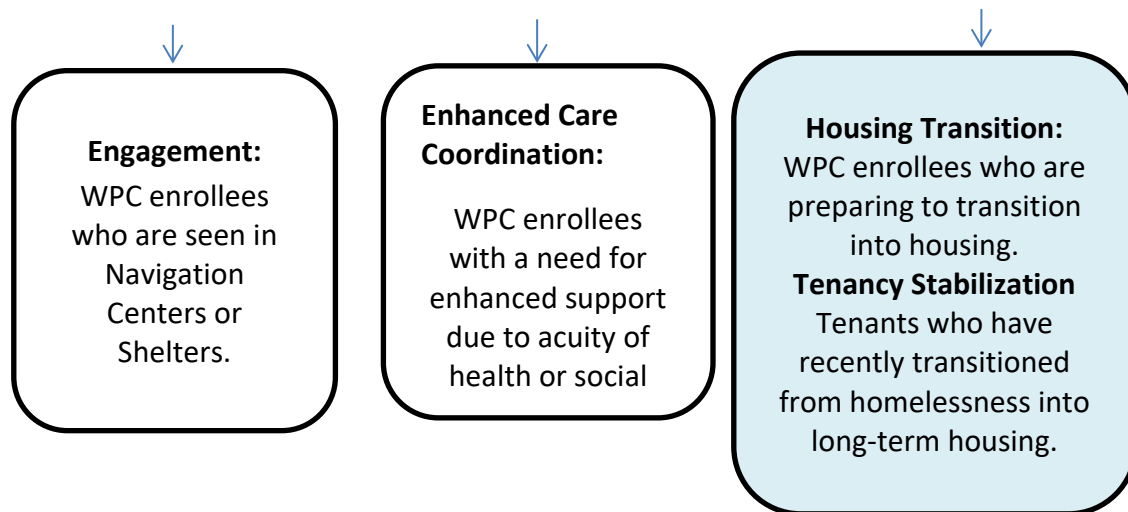 Engagement:
WPC enrollees
who are seen in
Navigation
Centers or
Shelters.
Enhanced Care
Coordination:
WPC enrollees
with a need for
enhanced support
due to acuity of
health or social
Housing Transition:
WPC enrollees who are
preparing to transition
into housing.
Tenancy Stabilization
Tenants who have
recently transitioned
from homelessness into
long-term housing.